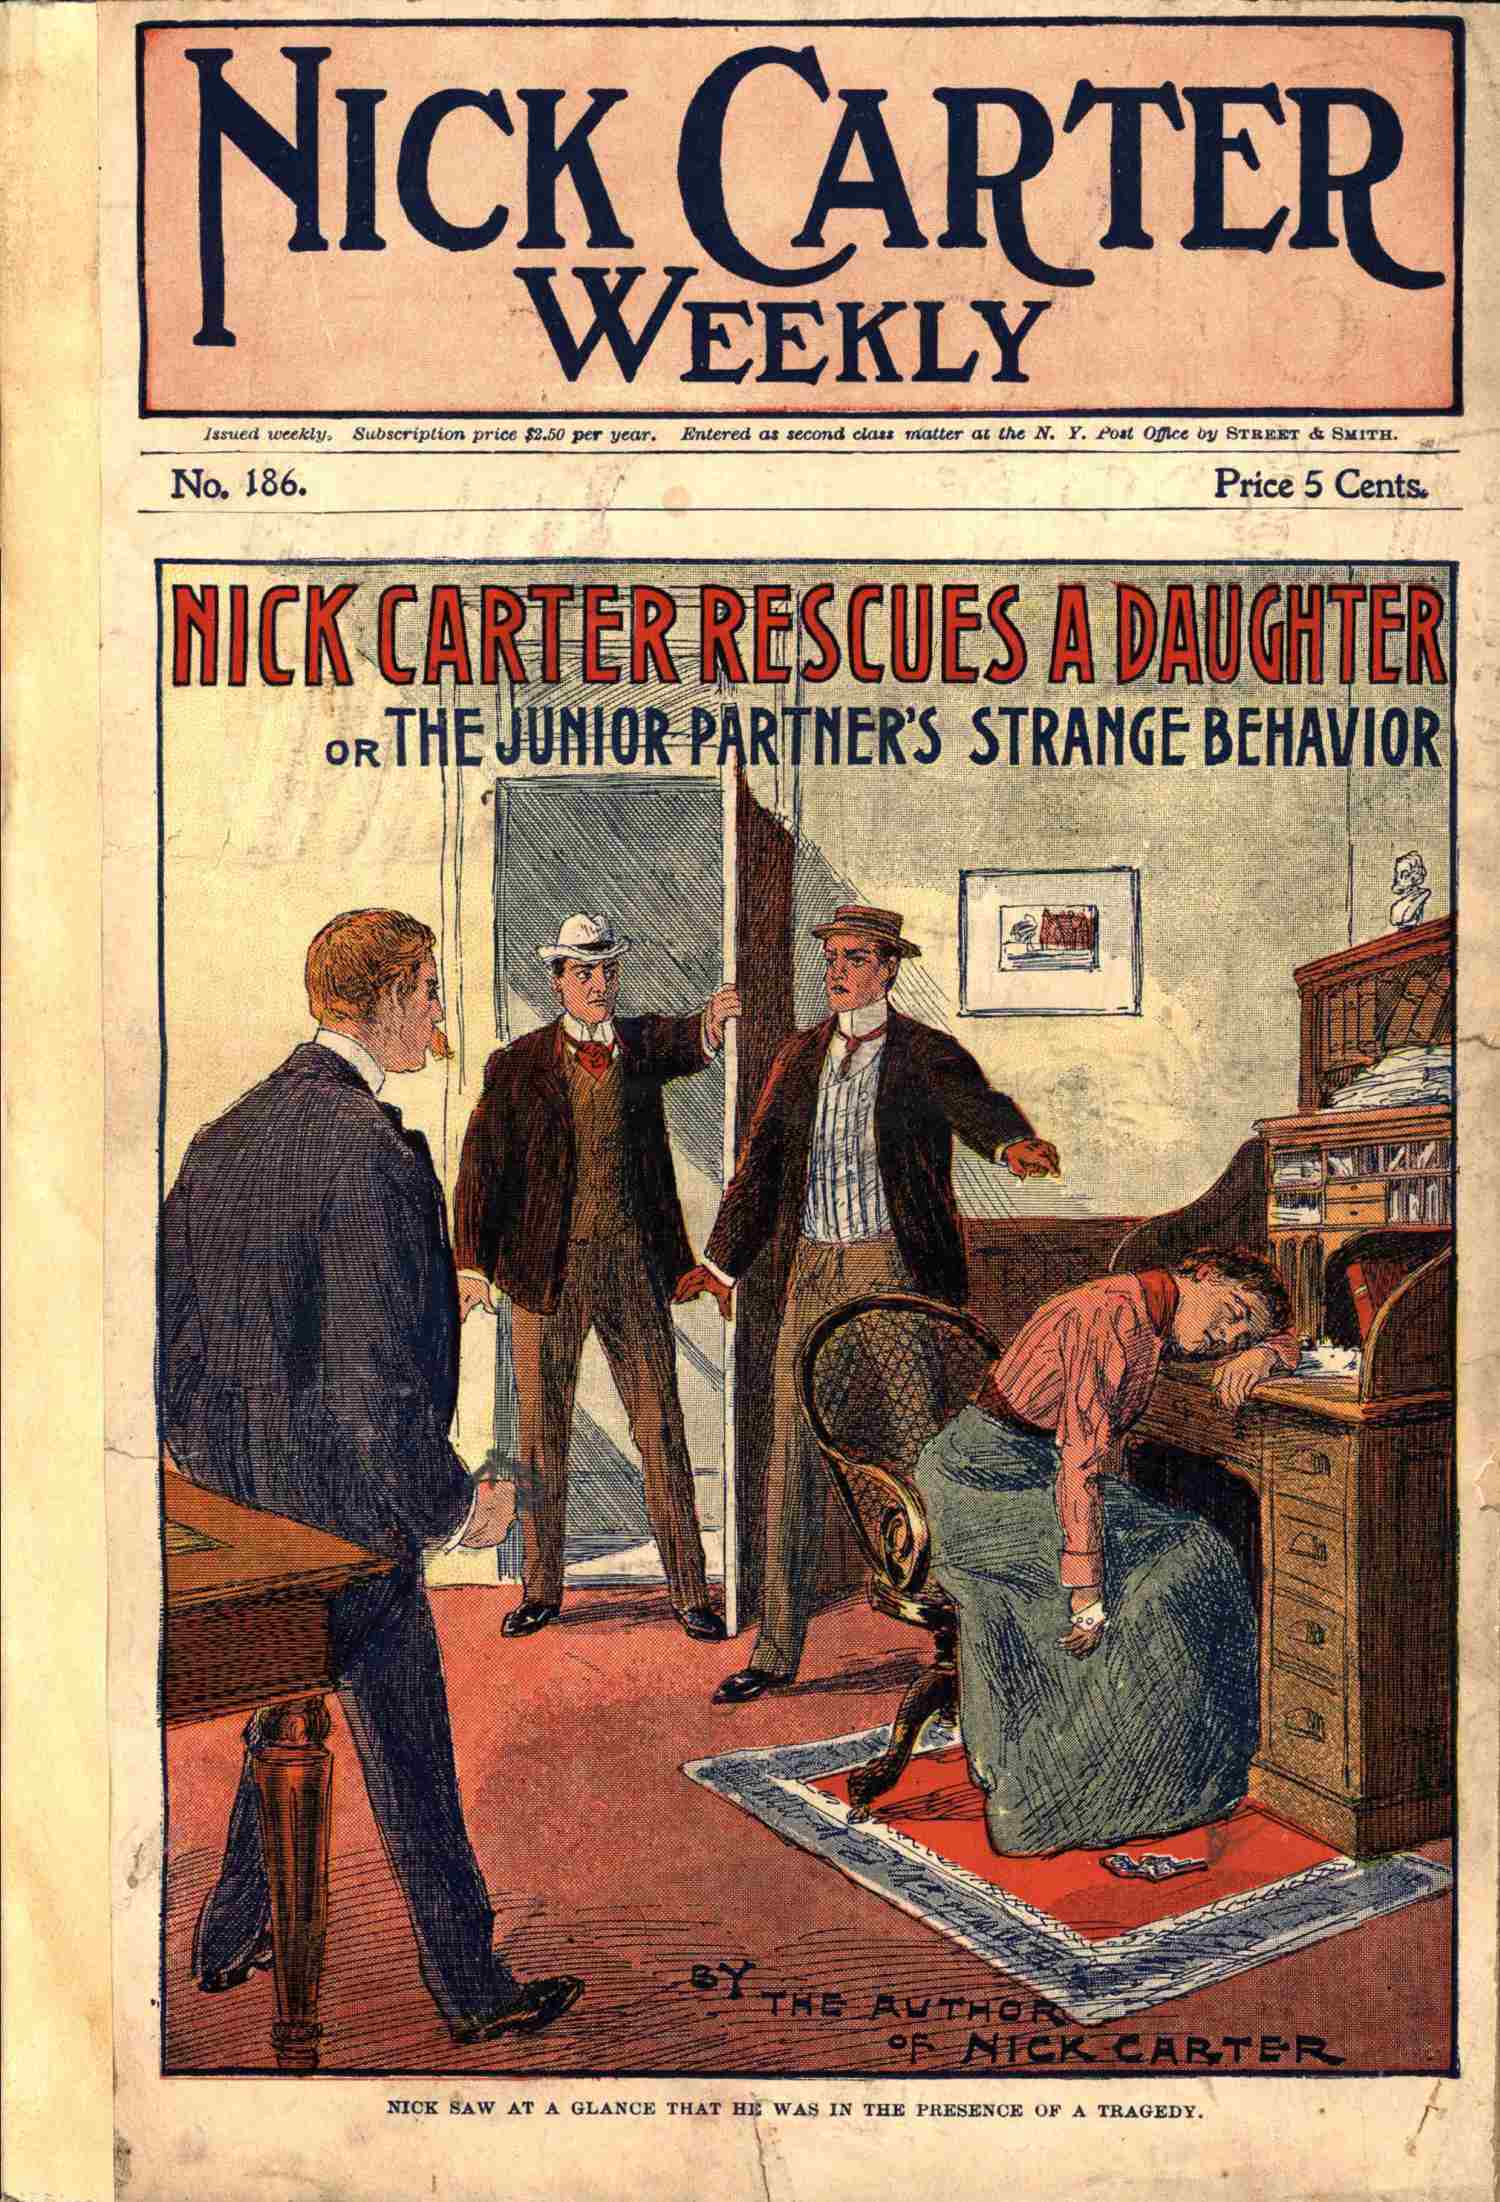 NICK CARTER
WEEKLY
Issued weekly. Subscription price $2.50 per year. Entered as second class matter at the N. Y. Post Office by STREET & SMITH.
No. 186. Price 5 Cents.
NICK CARTER RESCUES A DAUGHTER
OR THE JUNIOR PARTNER'S STRANGE BEHAVIOR
BY
THE AUTHOR
OF NICK CARTER
NICK SAW AT A GLANCE THAT HE WAS IN THE PRESENCE OF A TRAGEDY.